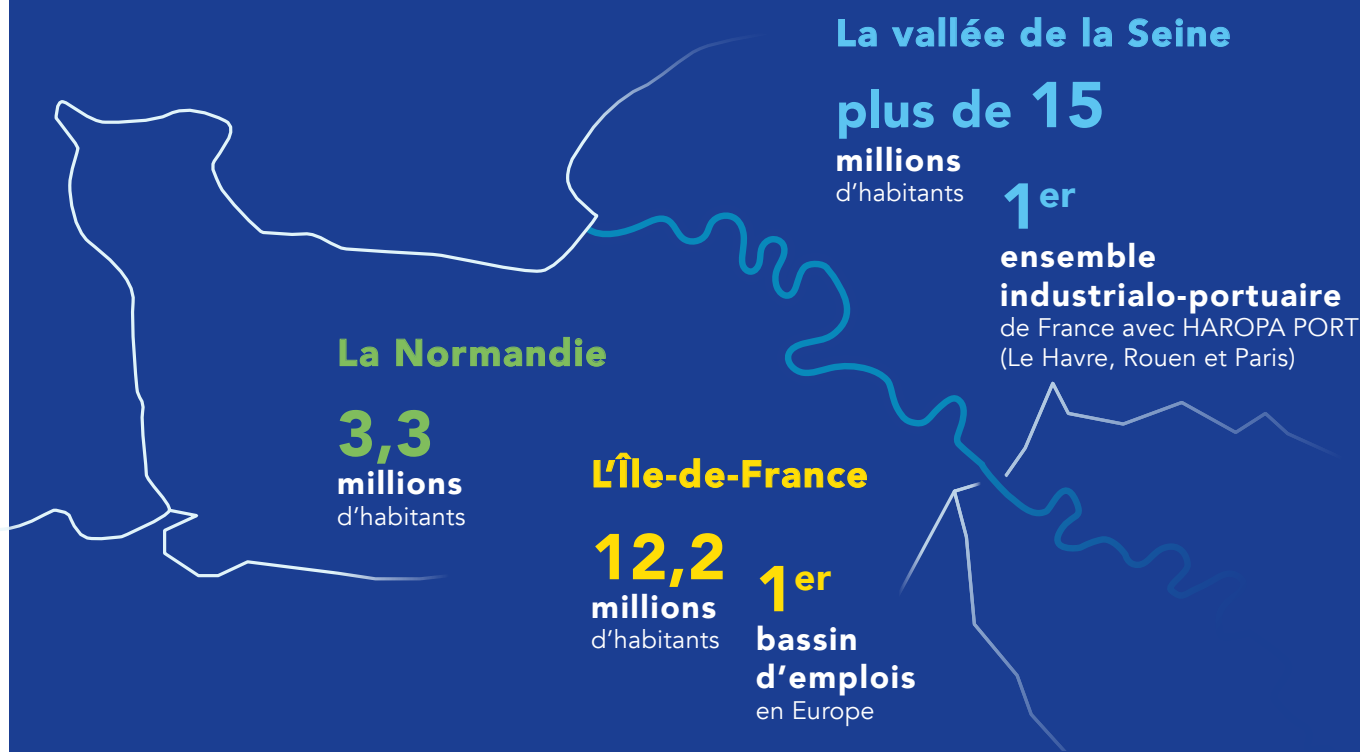 La vallée de la Seine
plus de 15
millions
d'habitants
1er
ensemble
industrialo-portuaire
de France avec HAROPA PORT
(Le Havre, Rouen et Paris)
La Normandie
3,3
millions
d'habitants
L'Île-de-France
12,2
millions
d'habitants
1er
bassin
d'emplois
en Europe